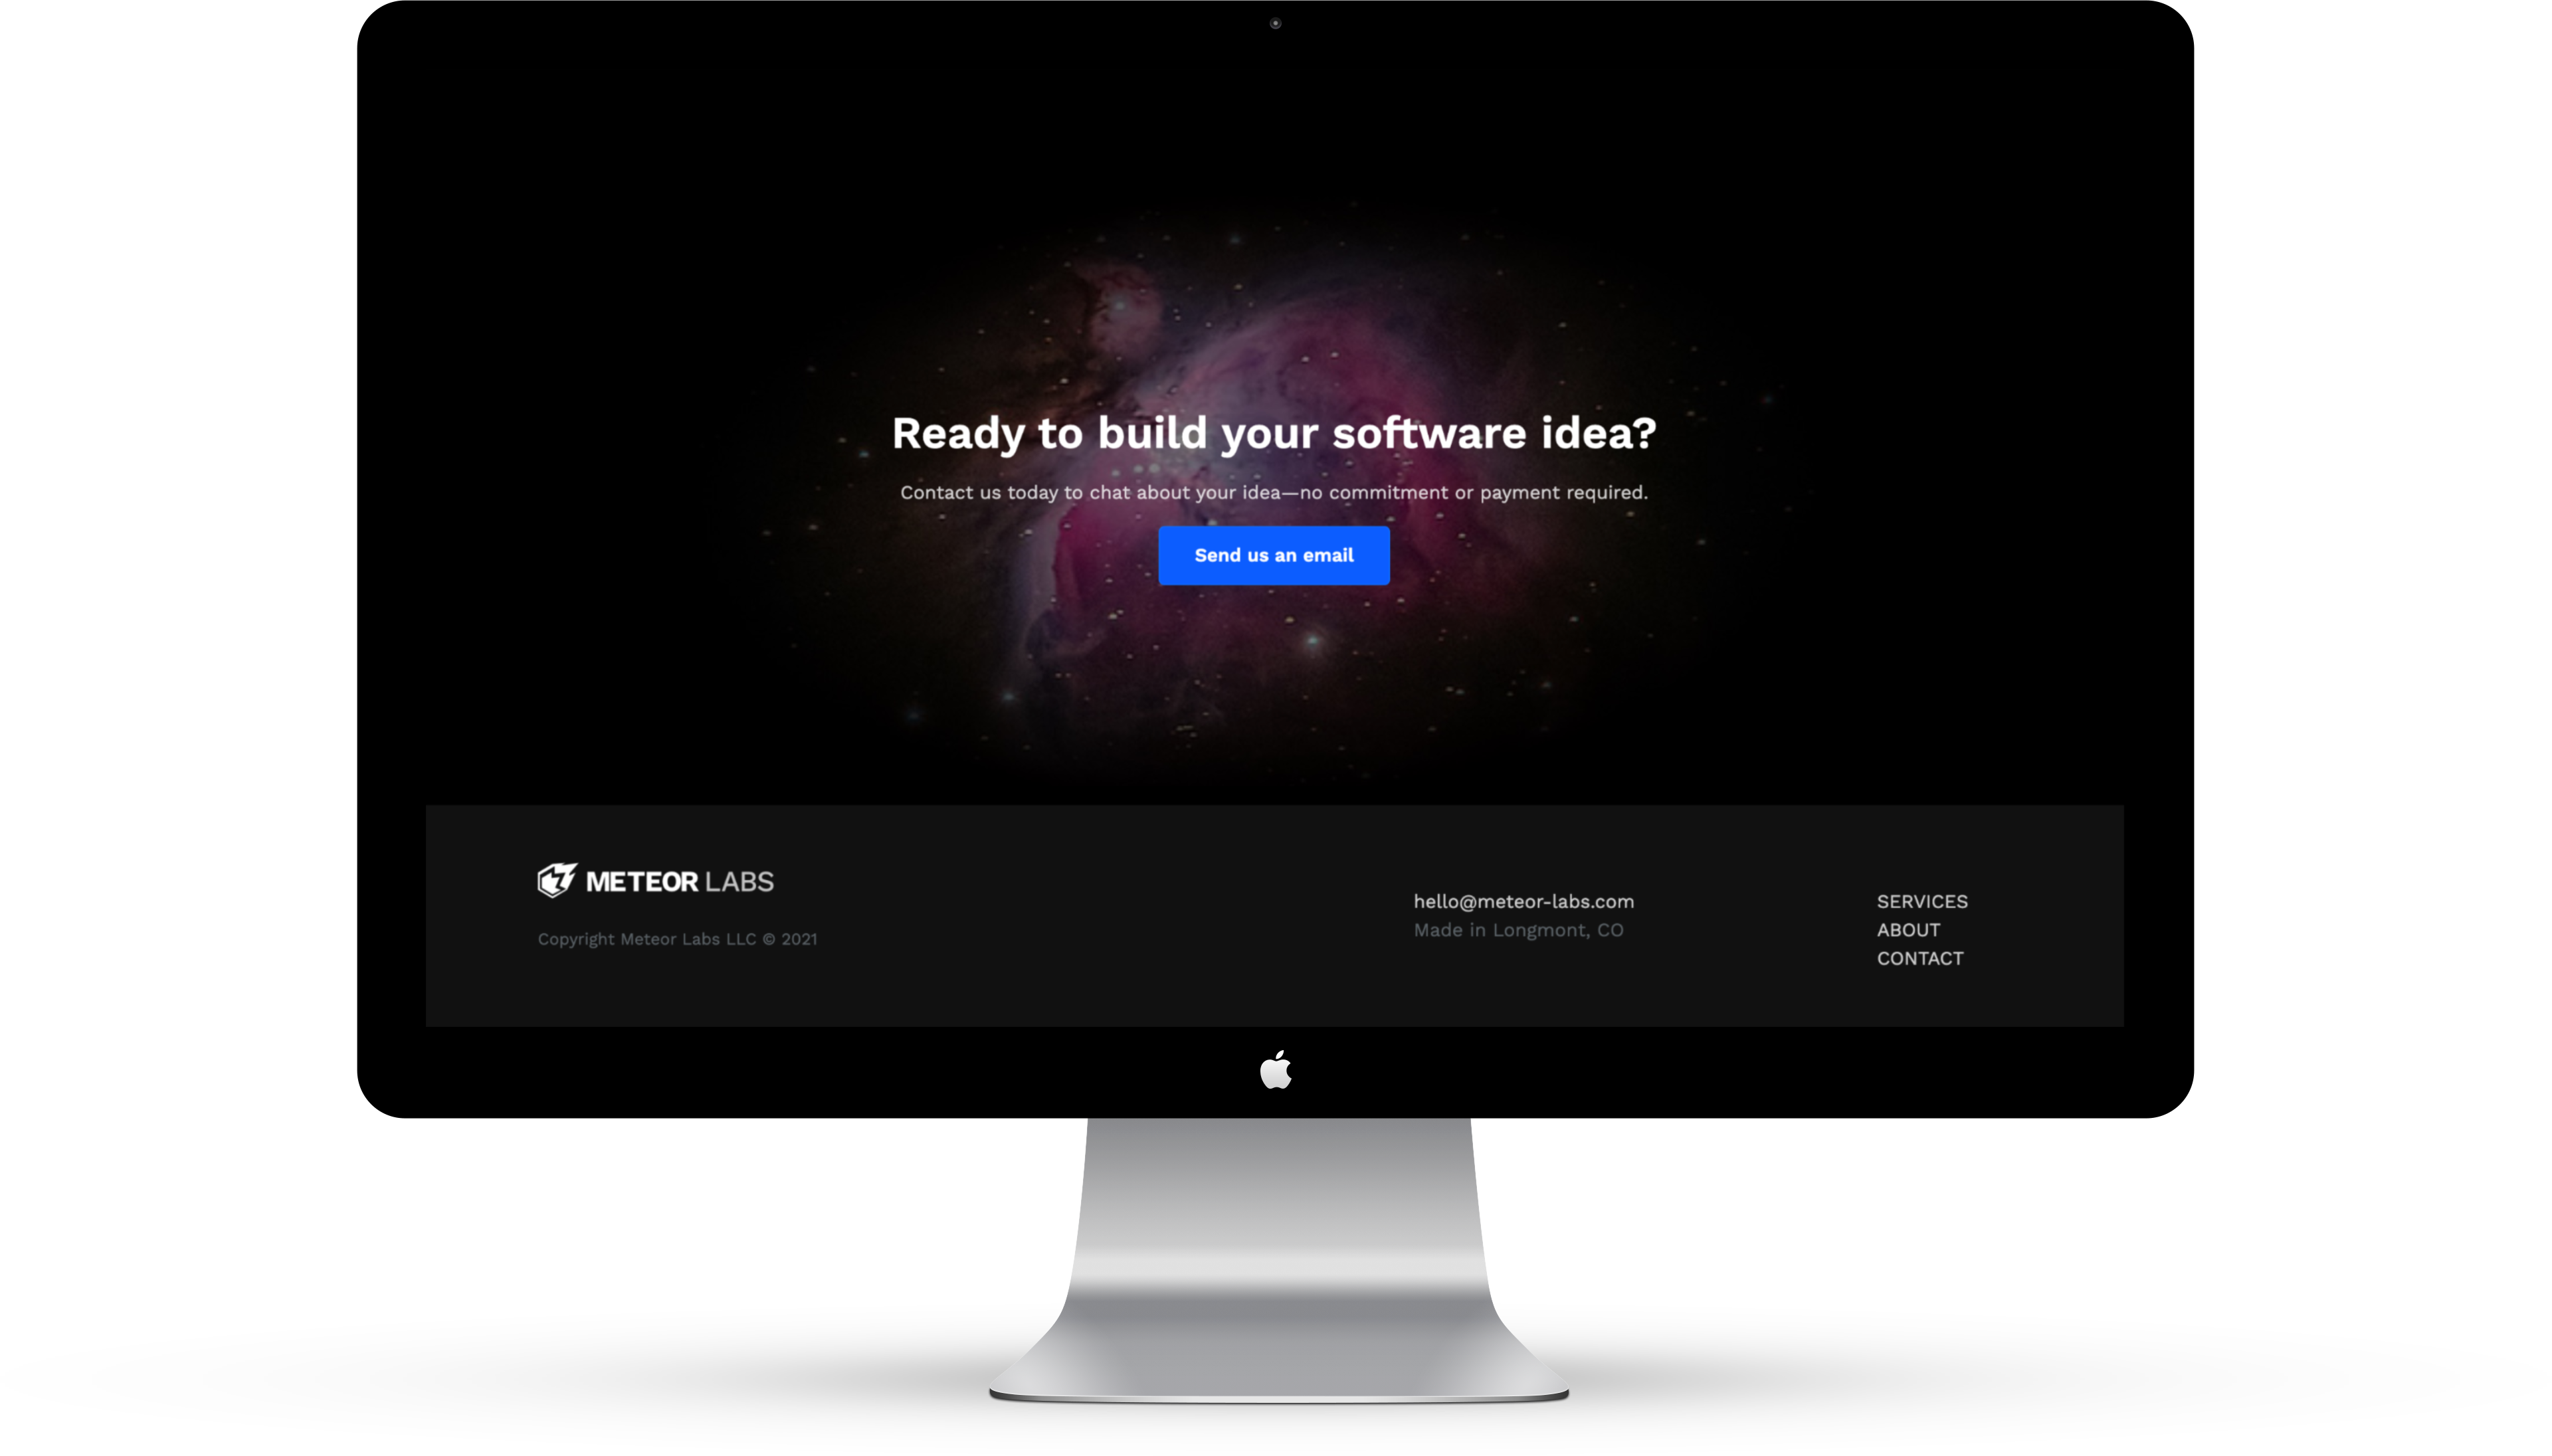 Ready to build your software idea?
Contact us today to chat about your idea—no commitment or payment required.
Send us an email
METEOR LABS
Copyright Meteor Labs LLC © 2021
hello@meteor-labs.com
Made in Longmont, CO
SERVICES
ABOUT
CONTACT